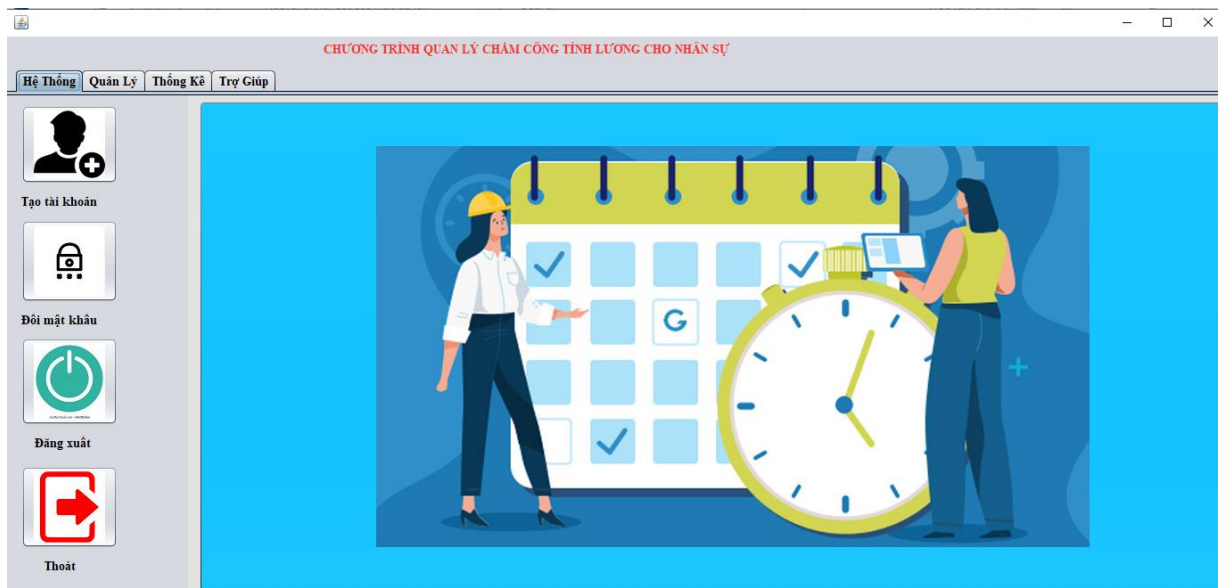 CHƯƠNG TRÌNH QUAN LÝ CHẤM CÔNG TÍNH LƯƠNG CHO NHÂN SỰ
Hệ Thống Quản Lý Thống Kê Trợ Giúp
Tạo tài khoản
Đổi mật khẩu
Đăng xuất
Thoát
G